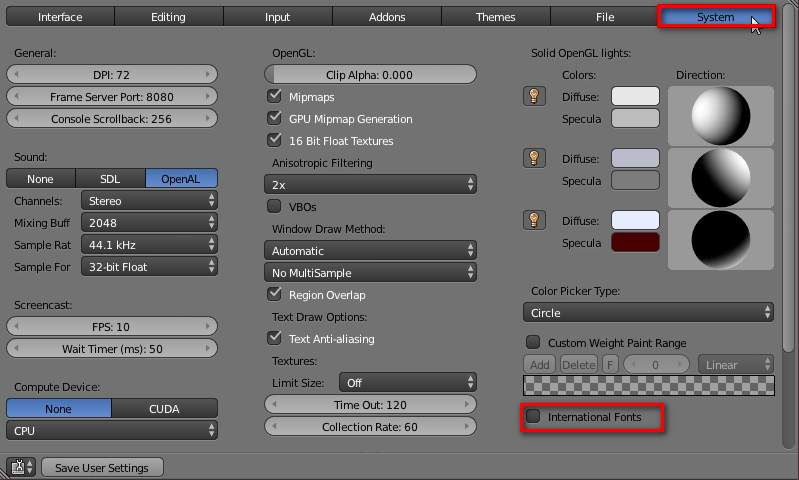 Interface Editing Input Addons Themes File System
General:
DPI: 72
Frame Server Port: 8080
Console Scrollback: 256
Sound:
None SDL OpenAL
Channels: Stereo
Mixing Buff 2048
Sample Rat 44.1 kHz
Sample For 32-bit Float
Screencast:
FPS: 10
Wait Timer (ms): 50
Compute Device:
None CUDA
CPU
OpenGL:
Clip Alpha: 0.000
Mipmaps
GPU Mipmap Generation
16 Bit Float Textures
Anisotropic Filtering
2x
VBOs
Window Draw Method:
Automatic
No MultiSample
Region Overlap
Text Draw Options:
Text Anti-aliasing
Textures:
Limit Size: Off
Time Out: 120
Collection Rate: 60
Solid OpenGL lights:
Colors: Direction:
Diffuse:
Specula
Diffuse:
Specula
Diffuse:
Specula
Color Picker Type:
Circle
Custom Weight Paint Range
Add Delete F 0 Linear
International Fonts
Save User Settings